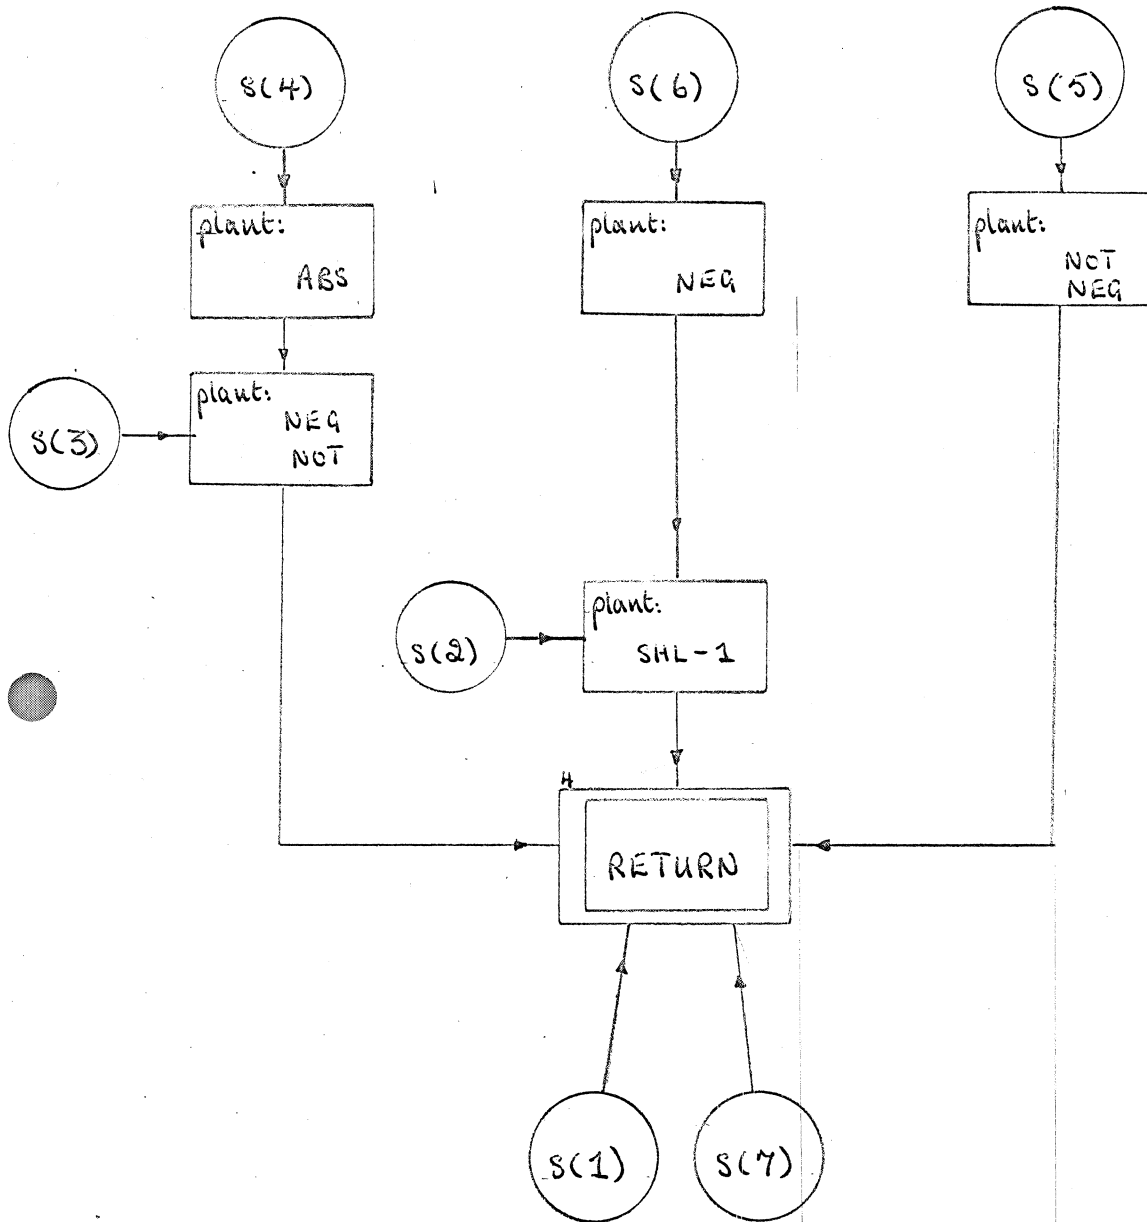 S(4)
S(6)
S(5)
plant:
ABS
plant:
NEG
plant:
NOT
NEG
S(3)
plant:
NEG
NOT
S(2)
plant:
SHL-1
4
RETURN
S(1)
S(7)